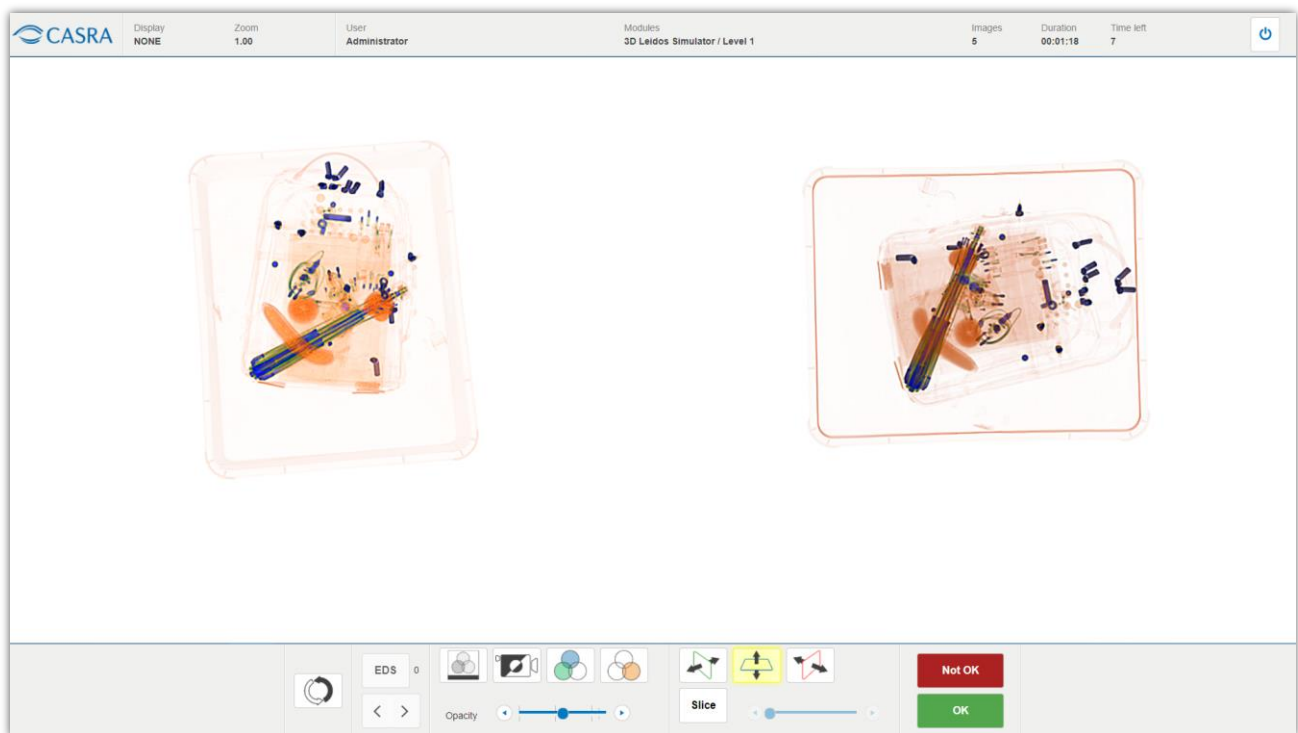 CASRA
Display
NONE
Zoom
1.00
User
Administrator
Modules
3D Leidos Simulator / Level 1
Images
5
Duration
00:01:18
Time left
7
EDS 0
Opacity
Slice
Not OK
OK